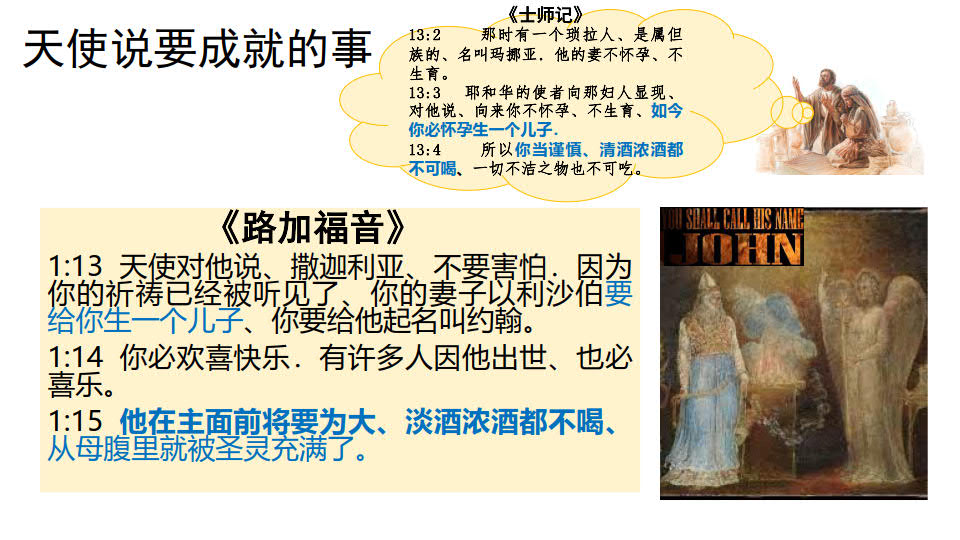 天使说要成就的事
《士师记》
13:2 那时有一个琐拉人、是属但
族的、名叫玛挪亚．他的妻不怀孕、不
生育。
13:3 耶和华的使者向那妇人显现、
对他说、向来你不怀孕、不生育、如今
你必怀孕生一个儿子．
13:4 所以你当谨慎、清酒浓酒都
不可喝、一切不洁之物也不可吃。
《路加福音》
1:13 天使对他说、撒迦利亚、不要害怕．因为
你的祈祷已经被听见了、你的妻子以利沙伯要
给你生一个儿子、你要给他起名叫约翰。
1:14 你必欢喜快乐．有许多人因他出世、也必
喜乐。
1:15 他在主面前将要为大、淡酒浓酒都不喝、
从母腹里就被圣灵充满了。
YOU SHALL CALL HIS NAME
JOHN